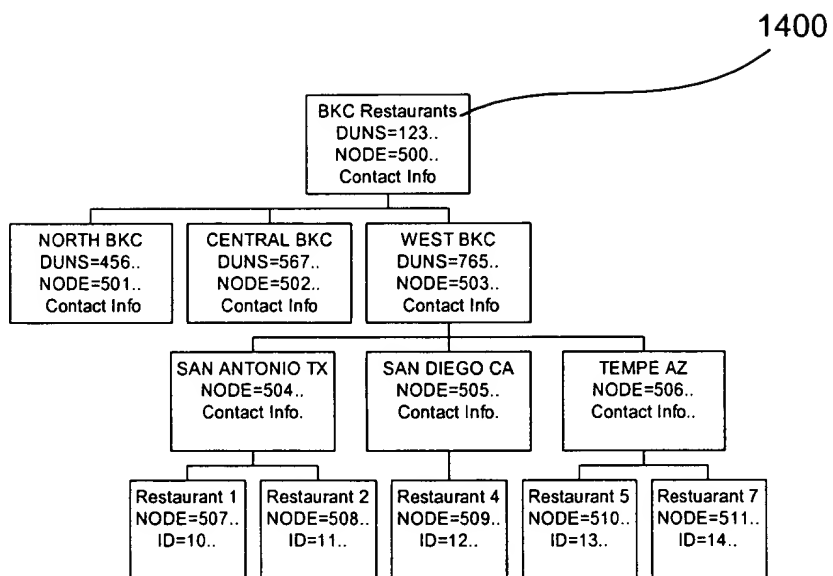 1400
BKC Restaurants
DUNS=123..
NODE=500..
Contact Info
NORTH BKC
DUNS=456..
NODE=501..
Contact Info
CENTRAL BKC
DUNS=567..
NODE=502..
Contact Info
WEST BKC
DUNS=765..
NODE=503..
Contact Info
SAN ANTONIO TX
NODE=504..
Contact Info.
SAN DIEGO CA
NODE=505..
Contact Info.
TEMPE AZ
NODE=506..
Contact Info..
Restaurant 1
NODE=507..
ID=10..
Restaurant 2
NODE=508..
ID=11..
Restaurant 4
NODE=509..
ID=12..
Restaurant 5
NODE=510..
ID=13..
Restuarant 7
NODE=511..
ID=14..